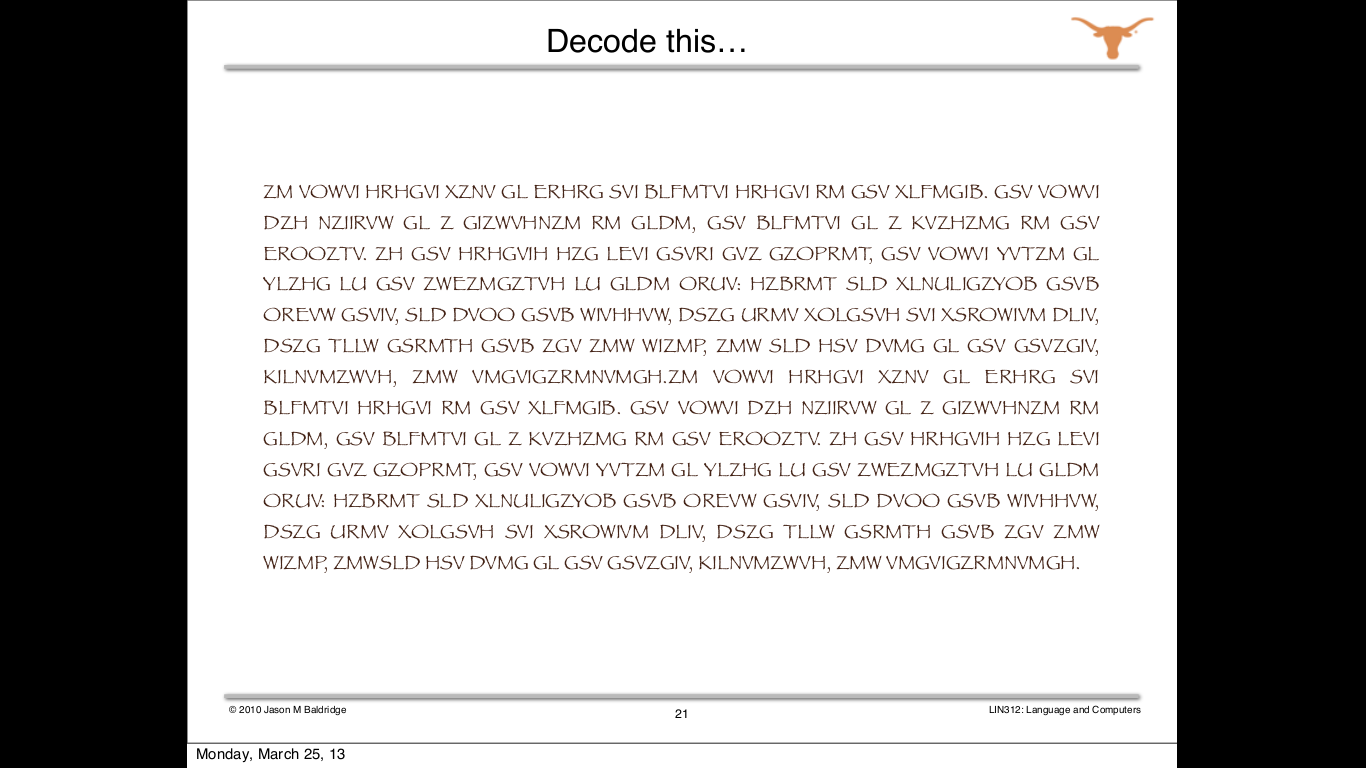 Decode this…
ZM VOWVI HRHGVI XZNV GL ERHRG SVI BLFMTVI HRHGVI RM GSV XLFMGIB. GSV VOWVI
DZH NZIIRVW GL Z GIZWVHNZM RM GLDM, GSV BLFMTVI GL Z KVZHZMG RM GSV
EROOZTV. ZH GSV HRHGVIH HZG LEVI GSVRI GVZ GZOPRMT, GSV VOWVI YVTZM GL
YLZHG LU GSV ZWEZMGZTVH LU GLDM ORUV: HZBRMT SLD XLNULIGZYOB GSVB
OREVW GSVIV, SLD DVOO GSVB WIVHHVW, DSZG URMV XOLGSVH SVI XSROWIVM DLIV,
DSZG TLLW GSRMTH GSVB ZGV ZMW WIZMP, ZMW SLD HSV DVMG GL GSV GSVZGIV,
KILNVMZWVH, ZMW VMGVIGZRMNVMGH.ZM VOWVI HRHGVI XZNV GL ERHRG SVI
BLFMTVI HRHGVI RM GSV XLFMGIB. GSV VOWVI DZH NZIIRVW GL Z GIZWVHNZM RM
GLDM, GSV BLFMTVI GL Z KVZHZMG RM GSV EROOZTV. ZH GSV HRHGVIH HZG LEVI
GSVRI GVZ GZOPRMT, GSV VOWVI YVTZM GL YLZHG LU GSV ZWEZMGZTVH LU GLDM
ORUV: HZBRMT SLD XLNULIGZYOB GSVB OREVW GSVIV, SLD DVOO GSVB WIVHHVW,
DSZG URMV XOLGSVH SVI XSROWIVM DLIV, DSZG TLLW GSRMTH GSVB ZGV ZMW
WIZMP, ZMWSLD HSV DVMG GL GSV GSVZGIV, KILNVMZWVH, ZMW VMGVIGZRMNVMGH.
© 2010 Jason M Baldridge
21
LIN312: Language and Computers
Monday, March 25, 13